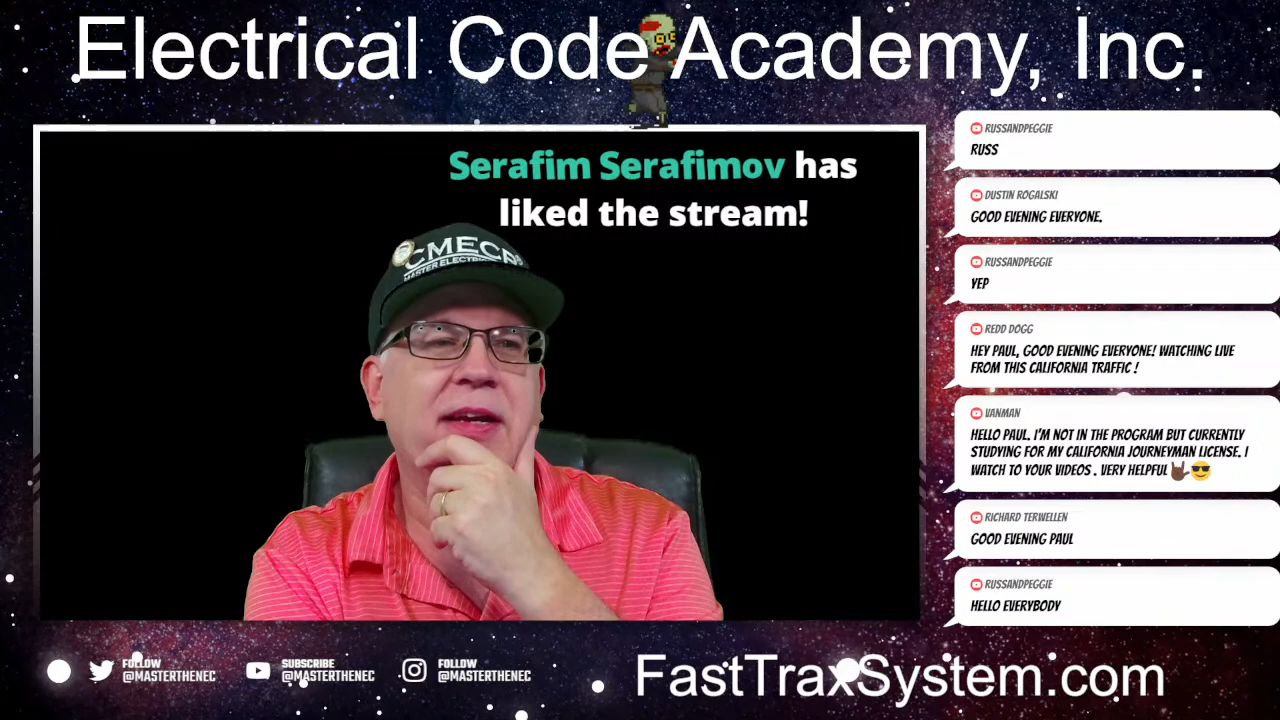 Electrical Code Academy, Inc.
Serafim Serafimov has
liked the stream!
CMECP
MASTER ELECTRIC
RUSSANDPEGGIE
RUSS
DUSTIN ROGALSKI
GOOD EVENING EVERYONE.
RUSSANDPEGGIE
YEP
REDD DOGG
HEY PAUL, GOOD EVENING EVERYONE! WATCHING LIVE
FROM THIS CALIFORNIA TRAFFIC !
VANMAN
HELLO PAUL. I'M NOT IN THE PROGRAM BUT CURRENTLY
STUDYING FOR MY CALIFORNIA JOURNEYMAN LICENSE. I
WATCH TO YOUR VIDEOS . VERY HELPFUL🤟🏾😎
RICHARD TERWELLEN
GOOD EVENING PAUL
RUSSANDPEGGIE
HELLO EVERYBODY
FOLLOW
@MASTERTHENEC
SUBSCRIBE
@MASTERTHENEC
FOLLOW
@MASTERTHENEC
FastTraxSystem.com